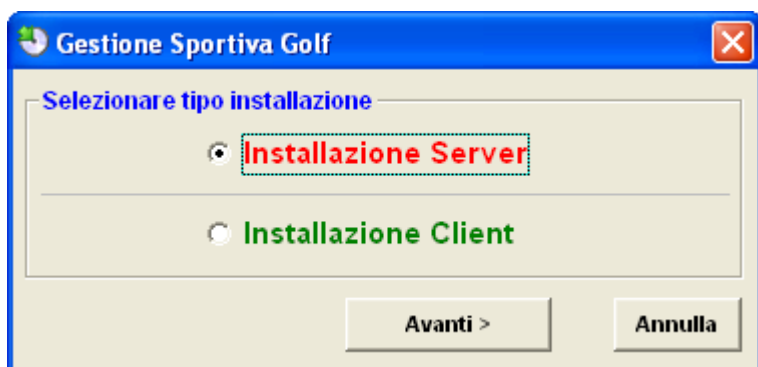 Gestione Sportiva Golf
Selezionare tipo installazione
Installazione Server
Installazione Client
Avanti >
Annulla